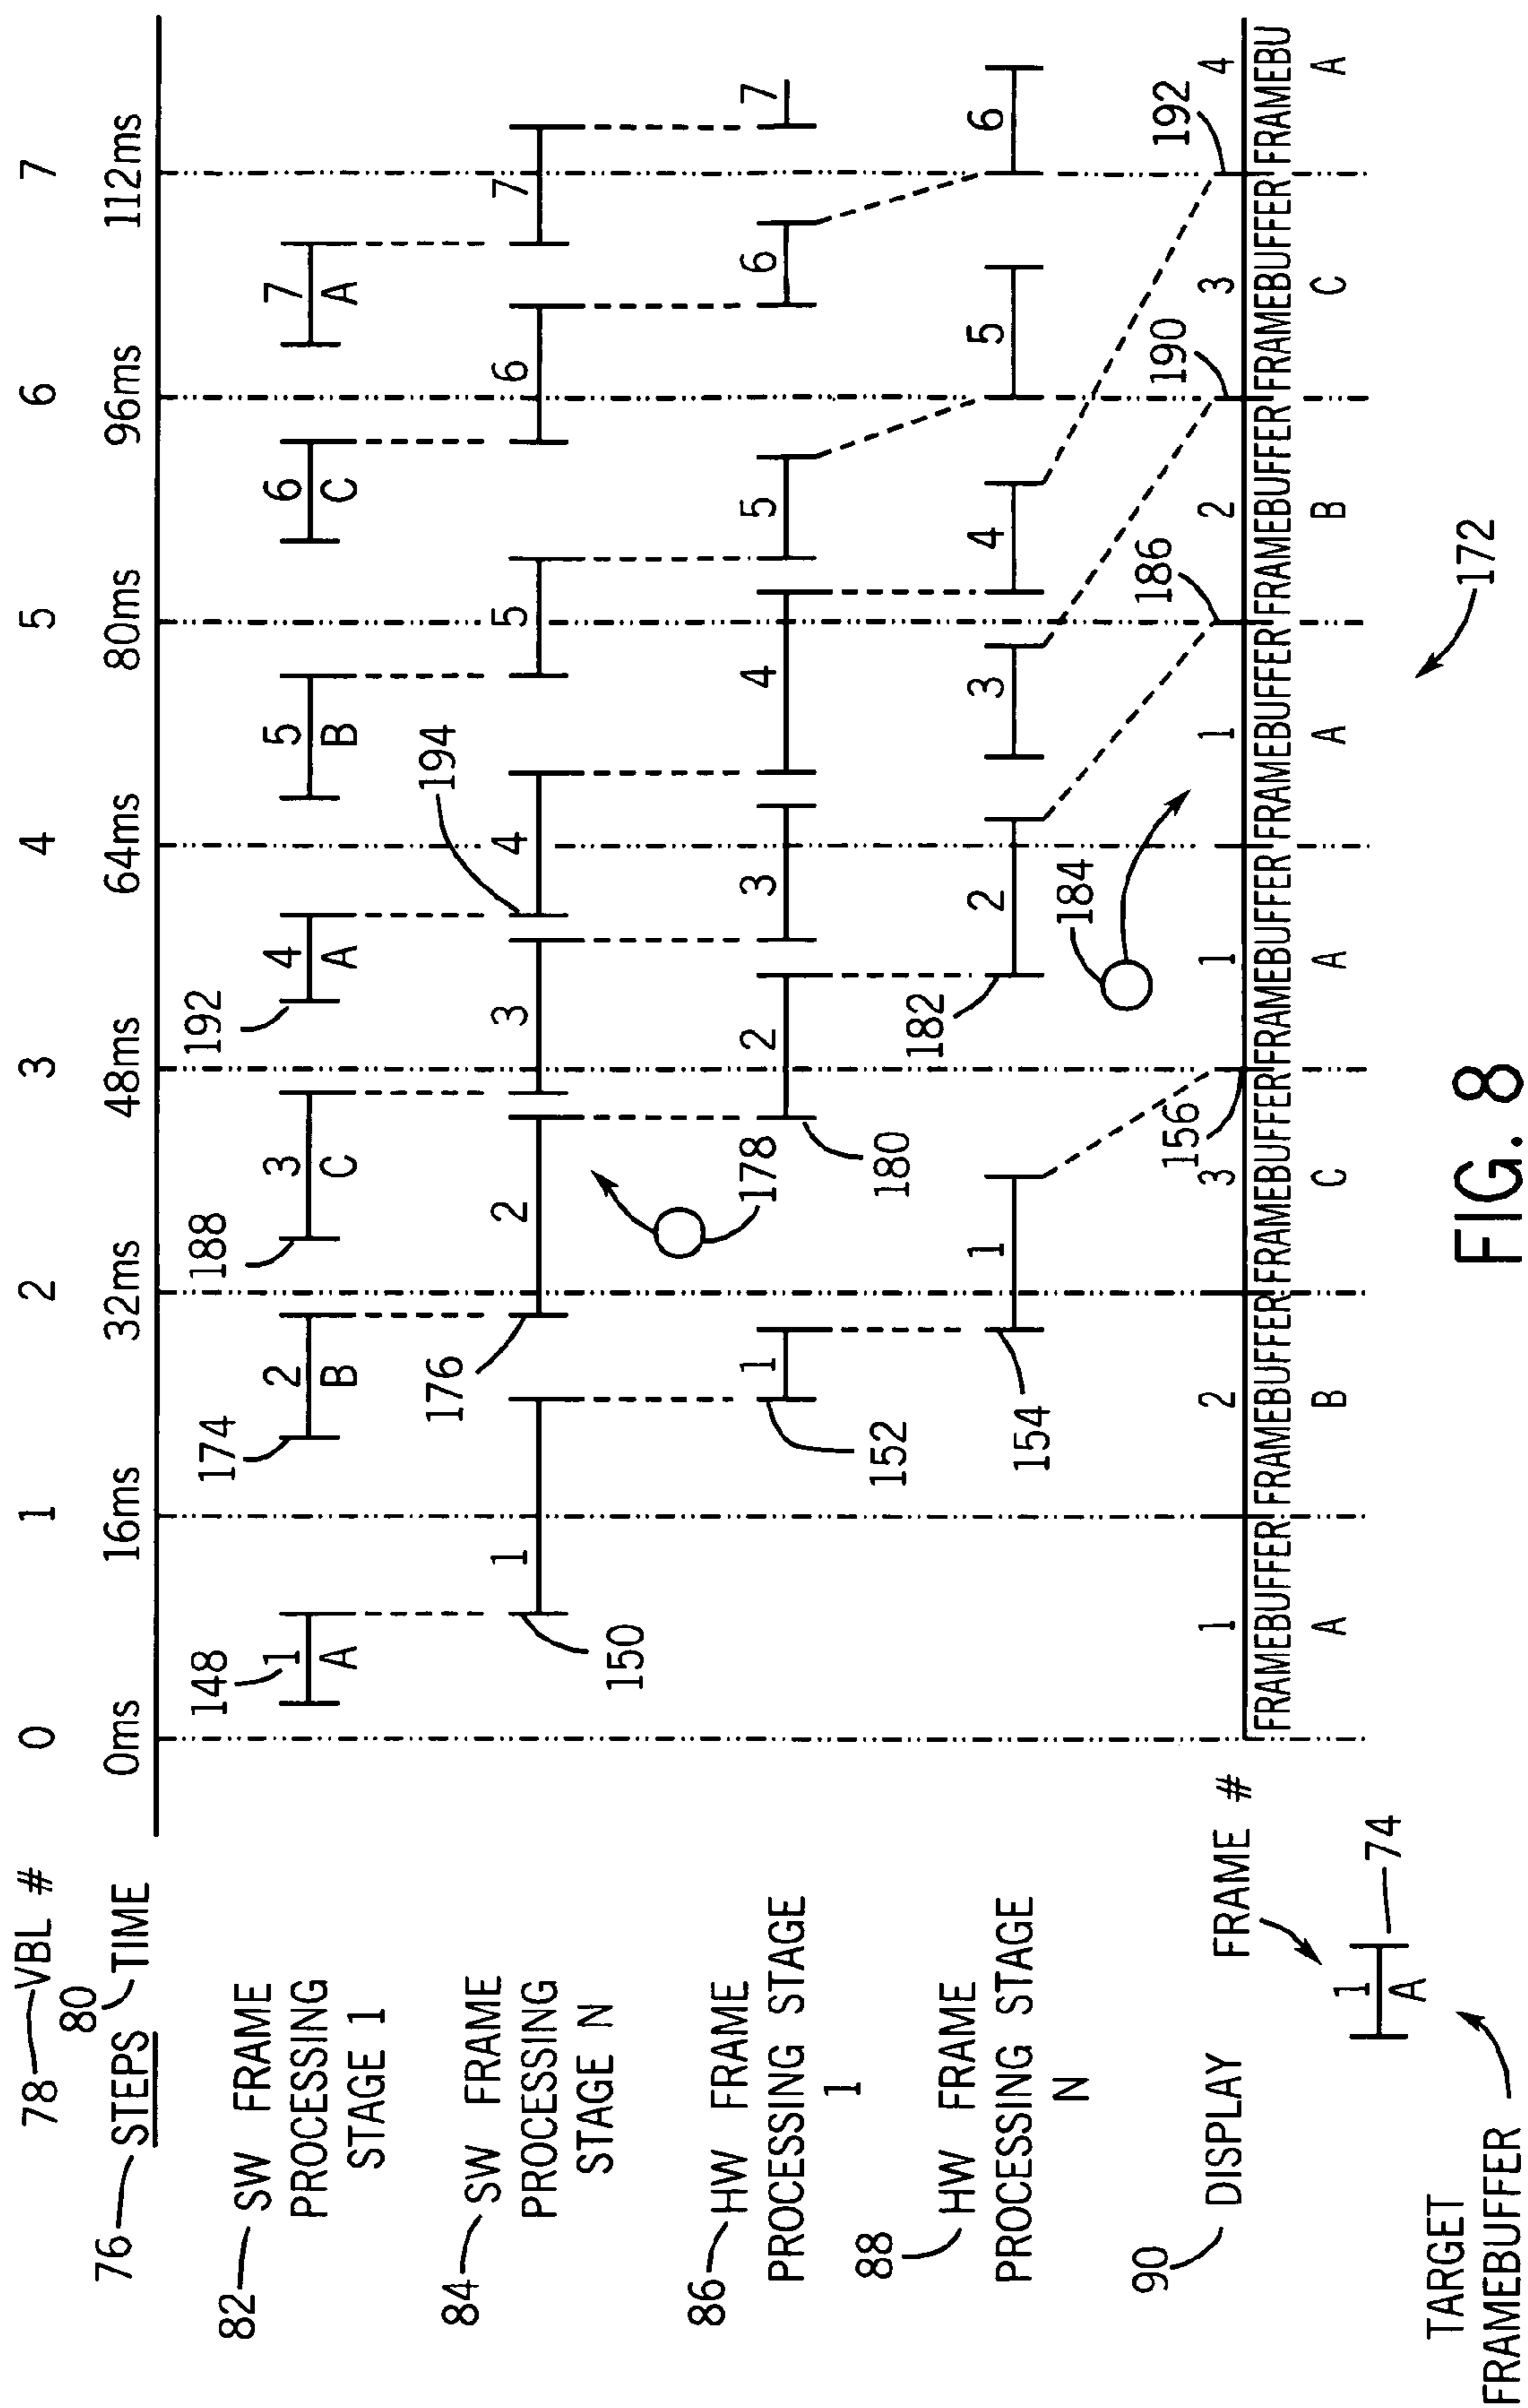 78 VBL # 0 1 2 3 4 5 6 7
76 STEPS 80 TIME 0ms 16ms 32ms 48ms 64ms 80ms 96ms 112ms
82 SW FRAME
PROCESSING
STAGE 1
148 174 188 192
1 2 3 4 5 6 7
A B C A B C A
84 SW FRAME
PROCESSING
STAGE N
176 194
1 2 3 4 5 6 7
150 178
86 HW FRAME
PROCESSING STAGE
1
1 2 3 4 5 6 7
152 180
88 HW FRAME
PROCESSING STAGE
N
182
1 2 3 4 5 6
154 184
90 DISPLAY
FRAME #
156 186 190 192
1 2 3 1 1 2 3 4
FRAMEBUFFER FRAMEBUFFER FRAMEBUFFER FRAMEBUFFER FRAMEBUFFER FRAMEBUFFER FRAMEBUFFER FRAMEBU
A B C A A B C A
1
A
74
TARGET
FRAMEBUFFER
172
FIG. 8